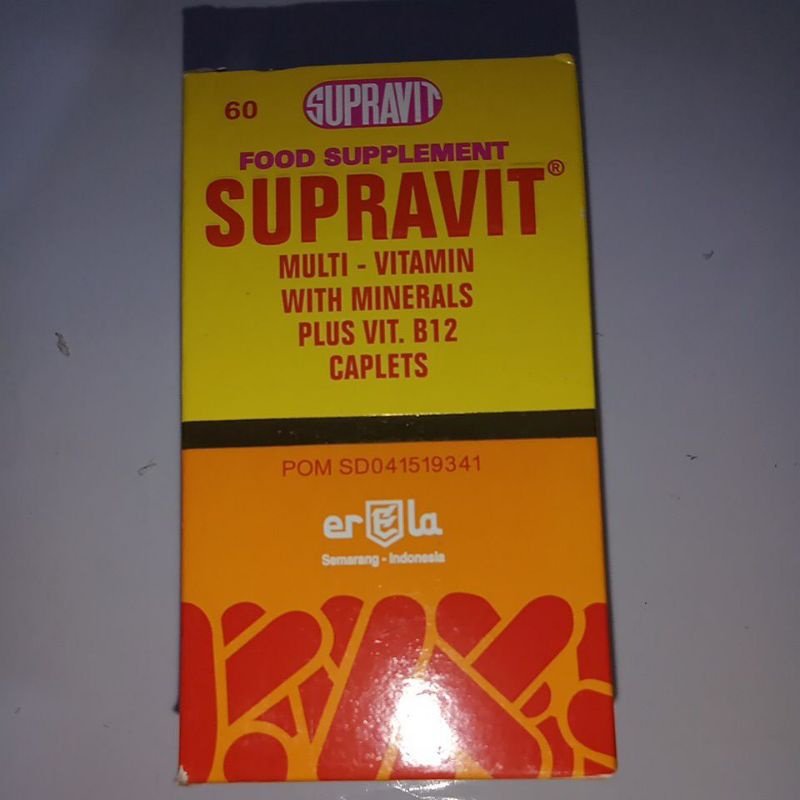 60 SUPRAVIT
FOOD SUPPLEMENT
SUPRAVIT®
MULTI - VITAMIN
WITH MINERALS
PLUS VIT. B12
CAPLETS
POM SD041519341
erela
Semarang - Indonesia